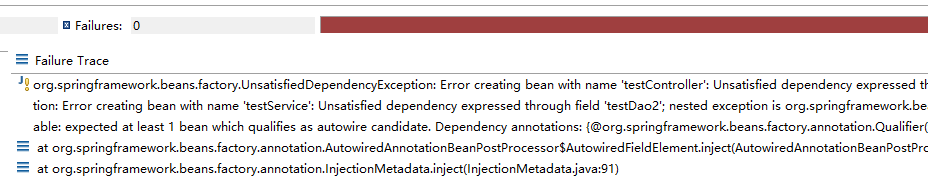 Failures: 0
Failure Trace
org.springframework.beans.factory.UnsatisfiedDependencyException: Error creating bean with name 'testController': Unsatisfied dependency expressed th
tion: Error creating bean with name 'testService': Unsatisfied dependency expressed through field 'testDao2'; nested exception is org.springframework.be
able: expected at least 1 bean which qualifies as autowire candidate. Dependency annotations: {@org.springframework.beans.factory.annotation.Qualifier(
at org.springframework.beans.factory.annotation.AutowiredAnnotationBeanPostProcessor$AutowiredFieldElement.inject(AutowiredAnnotationBeanPostPro
at org.springframework.beans.factory.annotation.InjectionMetadata.inject(InjectionMetadata.java:91)